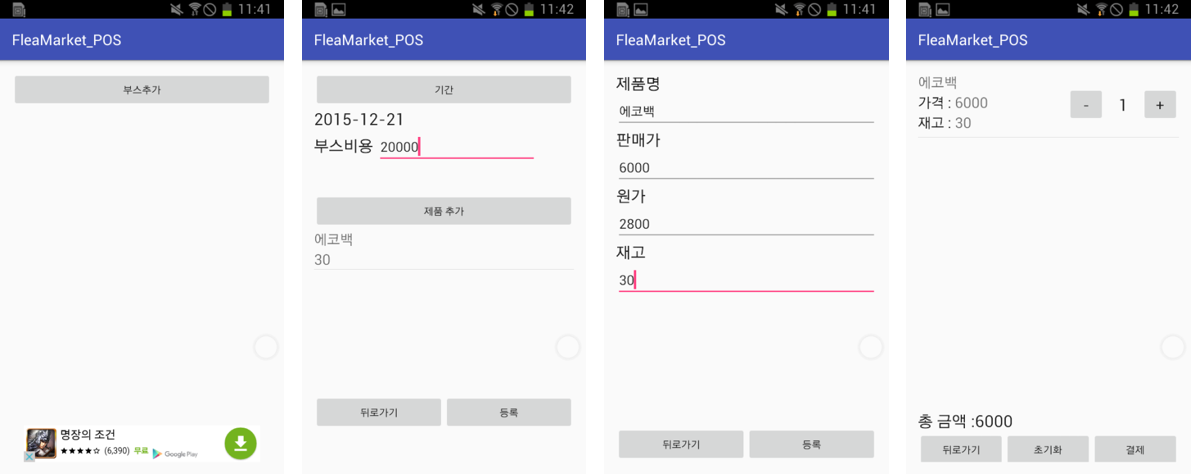 11:41
FleaMarket_POS
부스추가
명장의 조건
★★★★☆ (6,390) 무료 Google Play
11:42
FleaMarket_POS
기간
2015-12-21
부스비용 20000
제품 추가
에코백
30
뒤로가기 등록
11:41
FleaMarket_POS
제품명
에코백
판매가
6000
원가
2800
재고
30
뒤로가기 등록
11:42
FleaMarket_POS
에코백
가격 : 6000
재고 : 30
- 1 +
총 금액 :6000
뒤로가기 초기화 결제